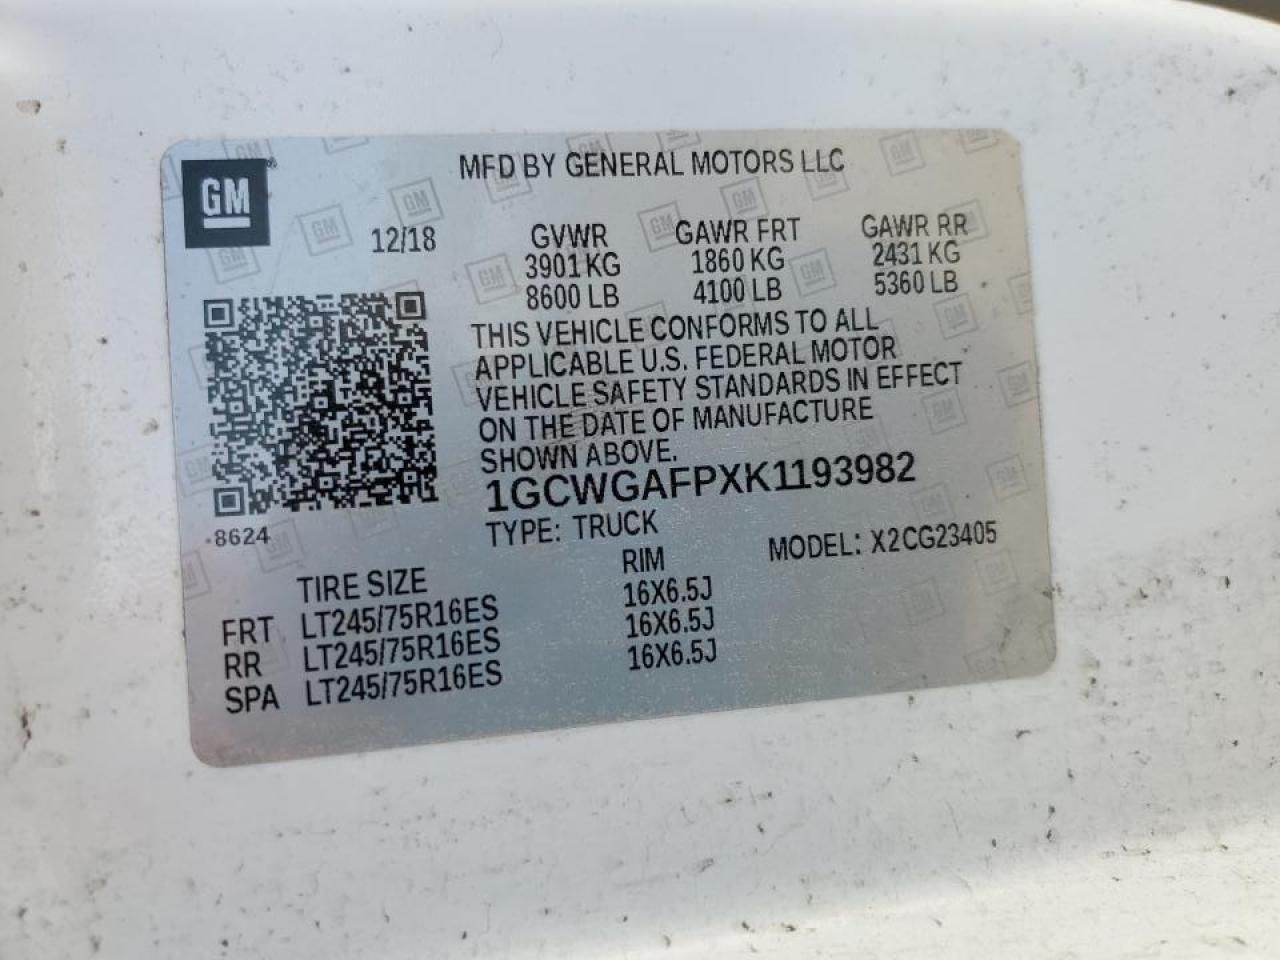 GM
MFD BY GENERAL MOTORS LLC
12/18 GVWR GAWR FRT GAWR RR
3901 KG 1860 KG 2431 KG
8600 LB 4100 LB 5360 LB
THIS VEHICLE CONFORMS TO ALL
APPLICABLE U.S. FEDERAL MOTOR
VEHICLE SAFETY STANDARDS IN EFFECT
ON THE DATE OF MANUFACTURE
SHOWN ABOVE.
1GCWGAFPXK1193982
8624 TYPE: TRUCK MODEL: X2CG23405
TIRE SIZE RIM
FRT LT245/75R16ES 16X6.5J
RR LT245/75R16ES 16X6.5J
SPA LT245/75R16ES 16X6.5J